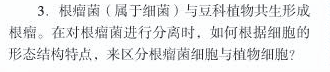 3. 根瘤菌（属于细菌）与豆科植物共生形成
根瘤。在对根瘤菌进行分离时，如何根据细胞的
形态结构特点，来区分根瘤菌细胞与植物细胞？